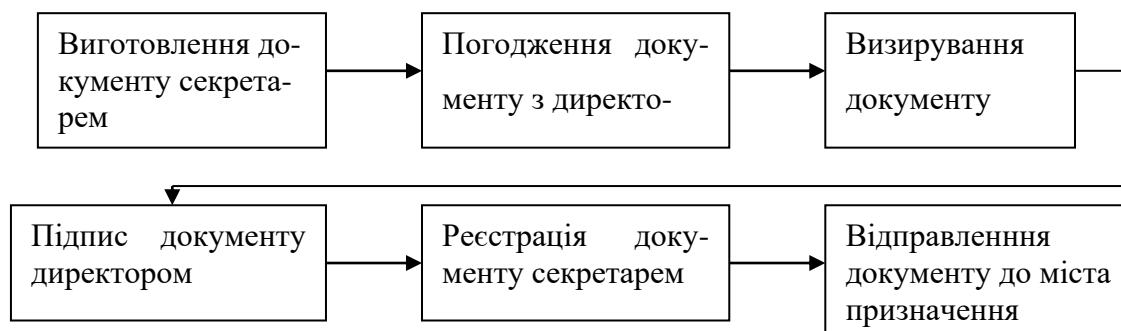 Виготовлення до-
кументу секрета-
рем
Погодження доку-
менту з директо-
Визирування
документу
Підпис документу
директором
Реєстрація доку-
менту секретарем
Відправленння
документу до міста
призначення